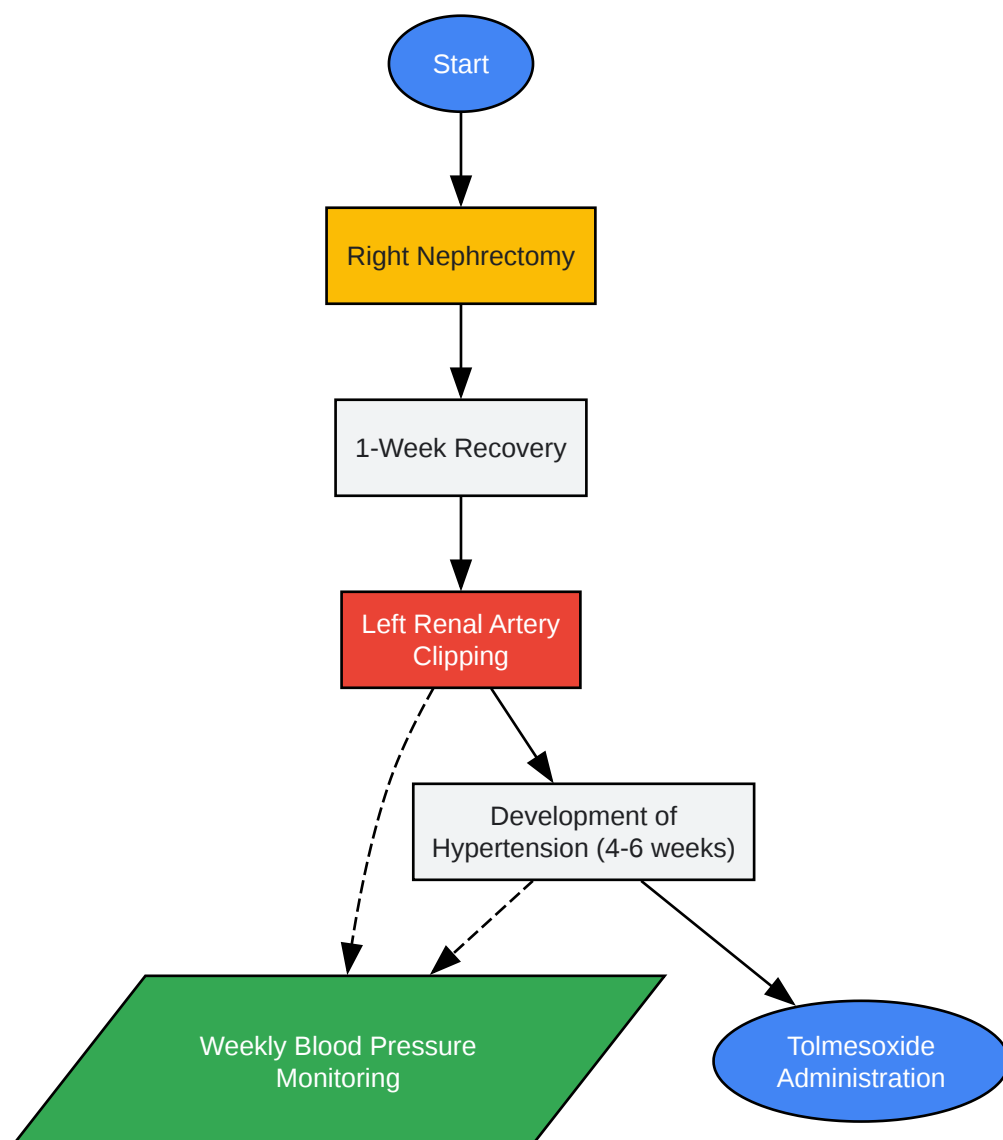 Start
Right Nephrectomy
1-Week Recovery
Left Renal Artery
Clipping
Development of
Hypertension (4-6 weeks)
Weekly Blood Pressure
Monitoring
Tolmesoxide
Administration